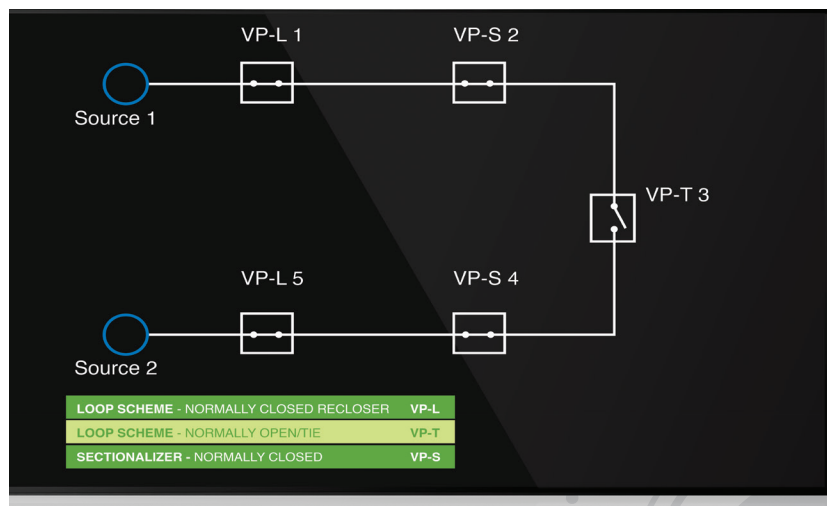 VP-L 1
VP-S 2
Source 1
VP-T 3
VP-L 5
VP-S 4
Source 2
LOOP SCHEME - NORMALLY CLOSED RECLOSER VP-L
LOOP SCHEME - NORMALLY OPEN/TIE VP-T
SECTIONALIZER - NORMALLY CLOSED VP-S